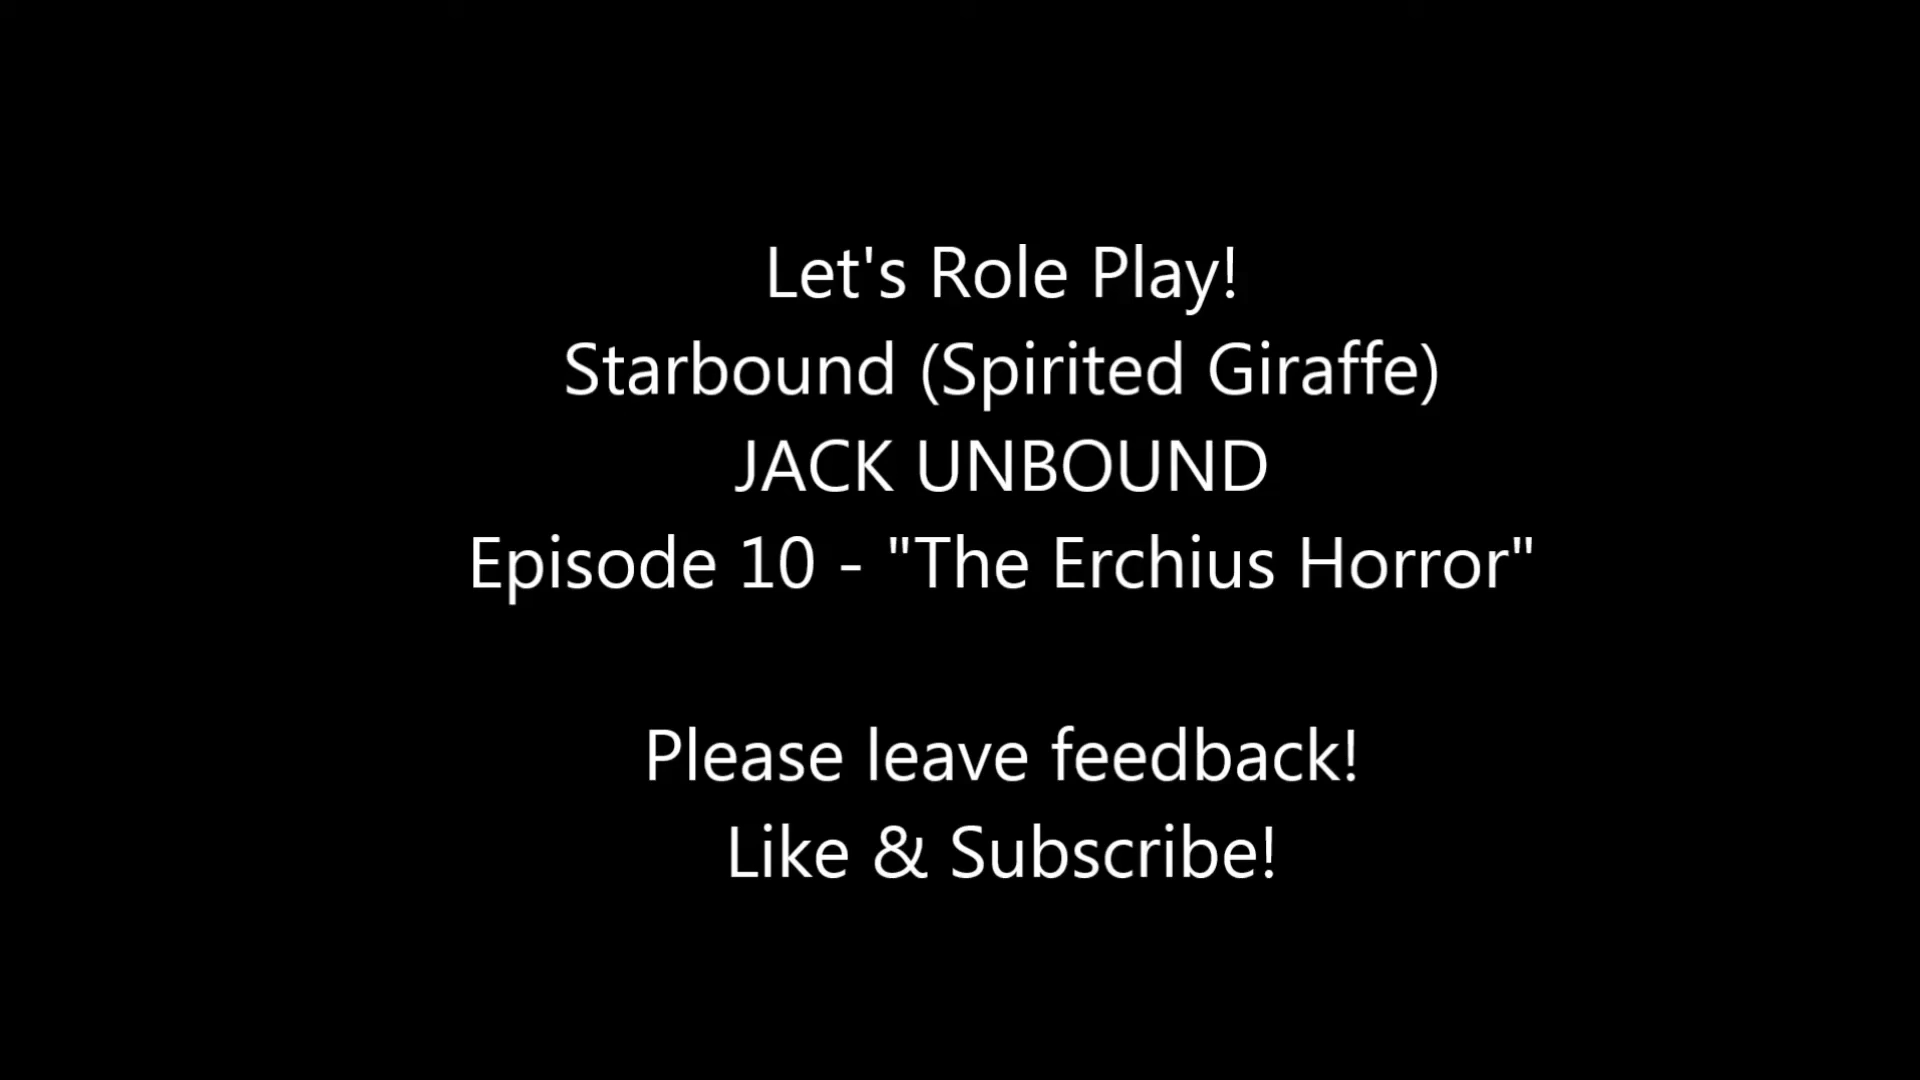 Let's Role Play!
Starbound (Spirited Giraffe)
JACK UNBOUND
Episode 10 - "The Erchius Horror"
Please leave feedback!
Like & Subscribe!